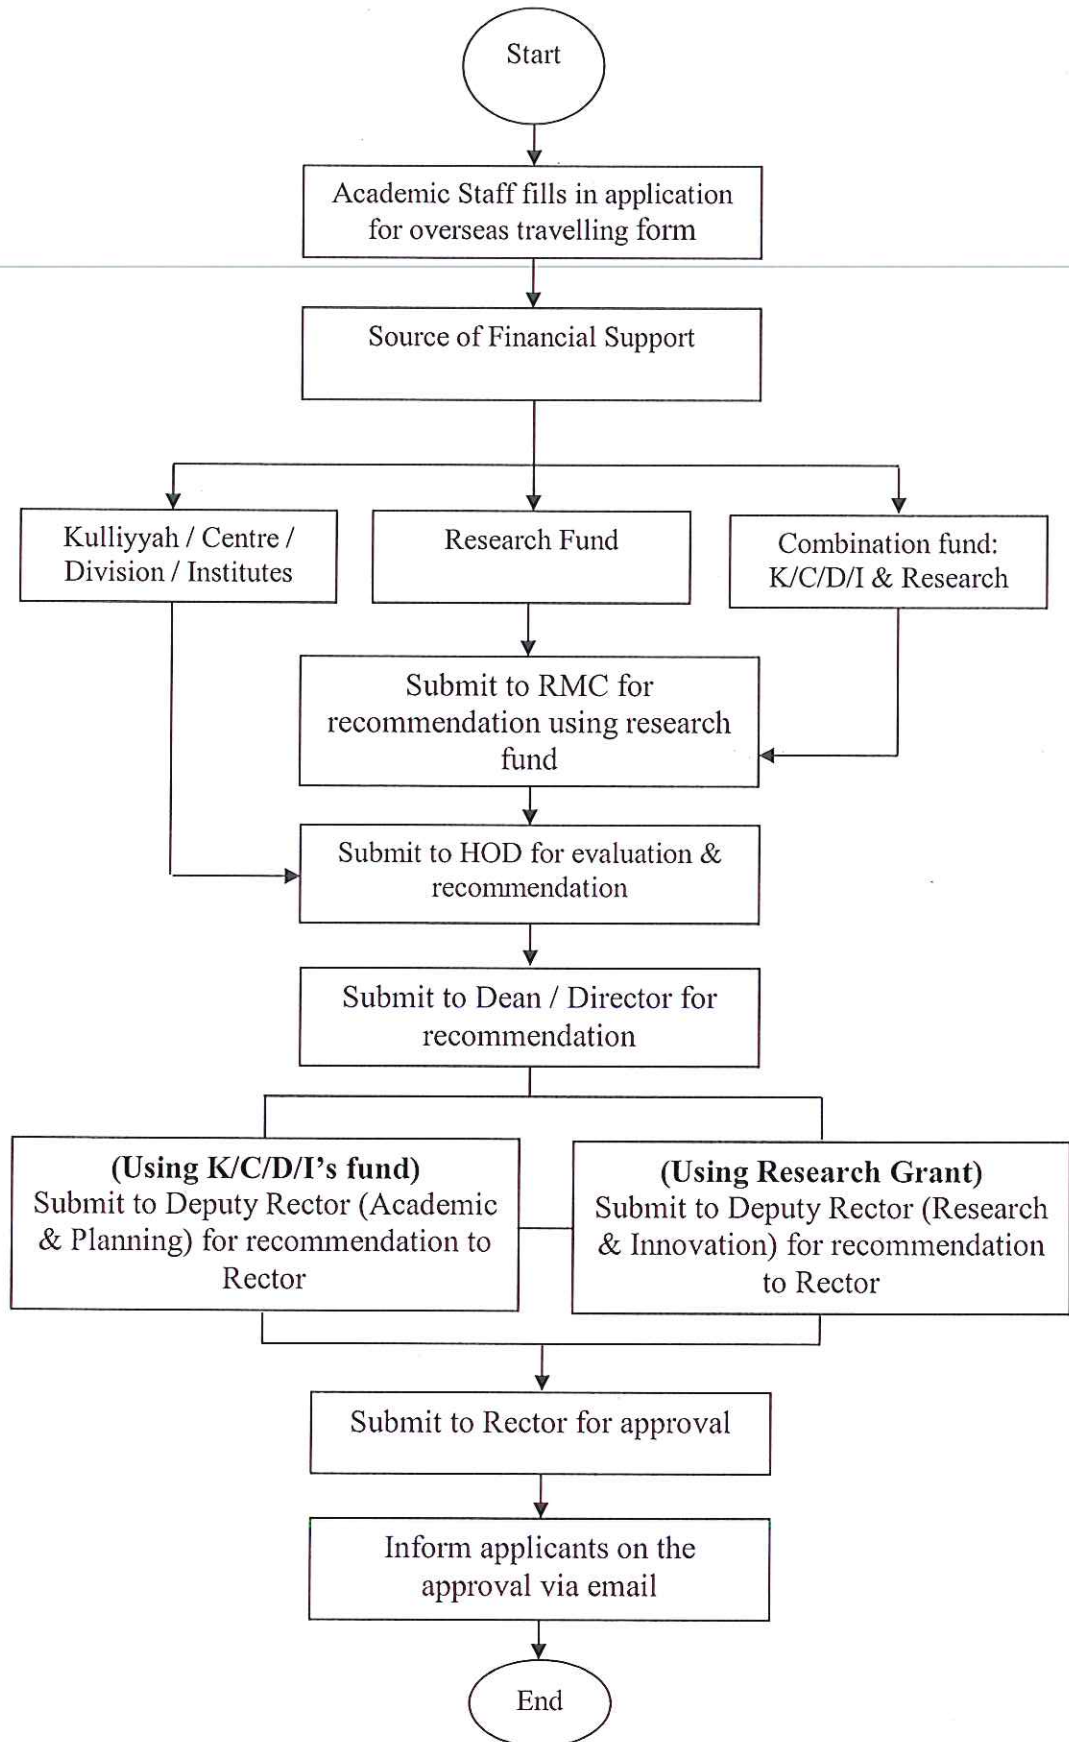 Start
Academic Staff fills in application
for overseas travelling form
Source of Financial Support
Kulliyyah / Centre /
Division / Institutes
Research Fund
Combination fund:
K/C/D/I & Research
Submit to RMC for
recommendation using research
fund
Submit to HOD for evaluation &
recommendation
Submit to Dean / Director for
recommendation
(Using K/C/D/I's fund)
Submit to Deputy Rector (Academic
& Planning) for recommendation to
Rector
(Using Research Grant)
Submit to Deputy Rector (Research
& Innovation) for recommendation
to Rector
Submit to Rector for approval
Inform applicants on the
approval via email
End